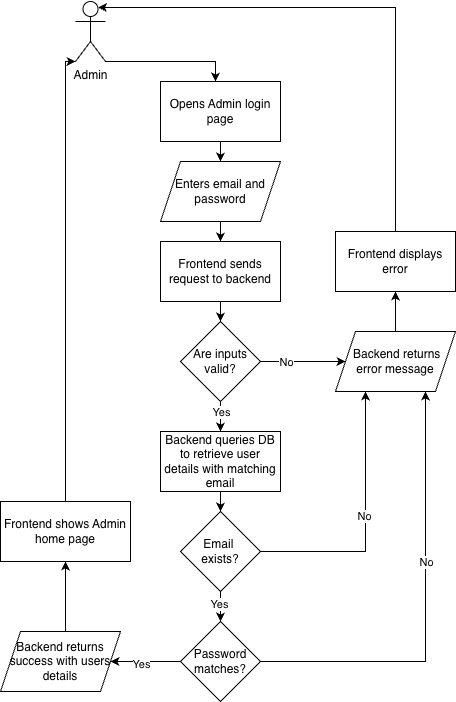 Admin
Opens Admin login
page
Enters email and
password
Frontend sends
request to backend
Frontend displays
error
Are inputs
valid?
No
Backend returns
error message
Yes
Backend queries DB
to retrieve user
details with matching
email
Frontend shows Admin
home page
Email
exists?
No
No
Yes
Backend returns
success with users
details
Yes
Password
matches?